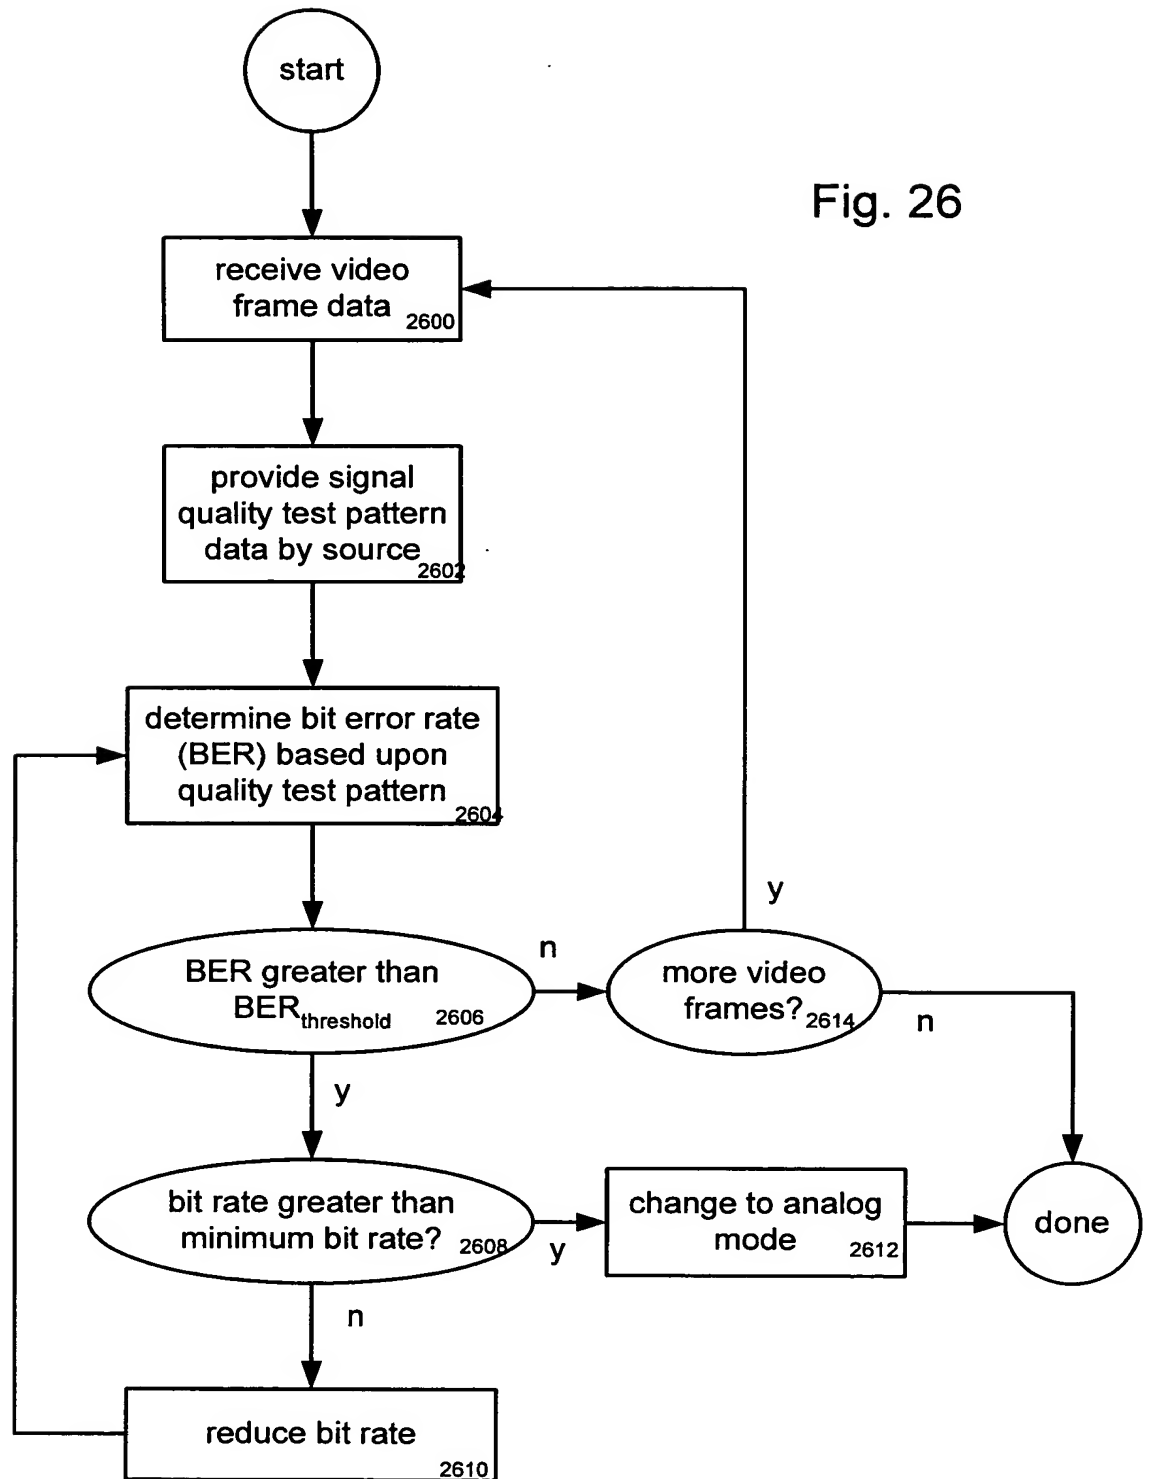 start
Fig. 26
receive video
frame data 2600
provide signal
quality test pattern
data by source
2602
determine bit error rate
(BER) based upon
quality test pattern
2604
y
n
BER greater than
BERthreshold 2606
more video
frames? 2614
n
y
bit rate greater than
minimum bit rate? 2608
y
change to analog
mode 2612
done
n
reduce bit rate
2610